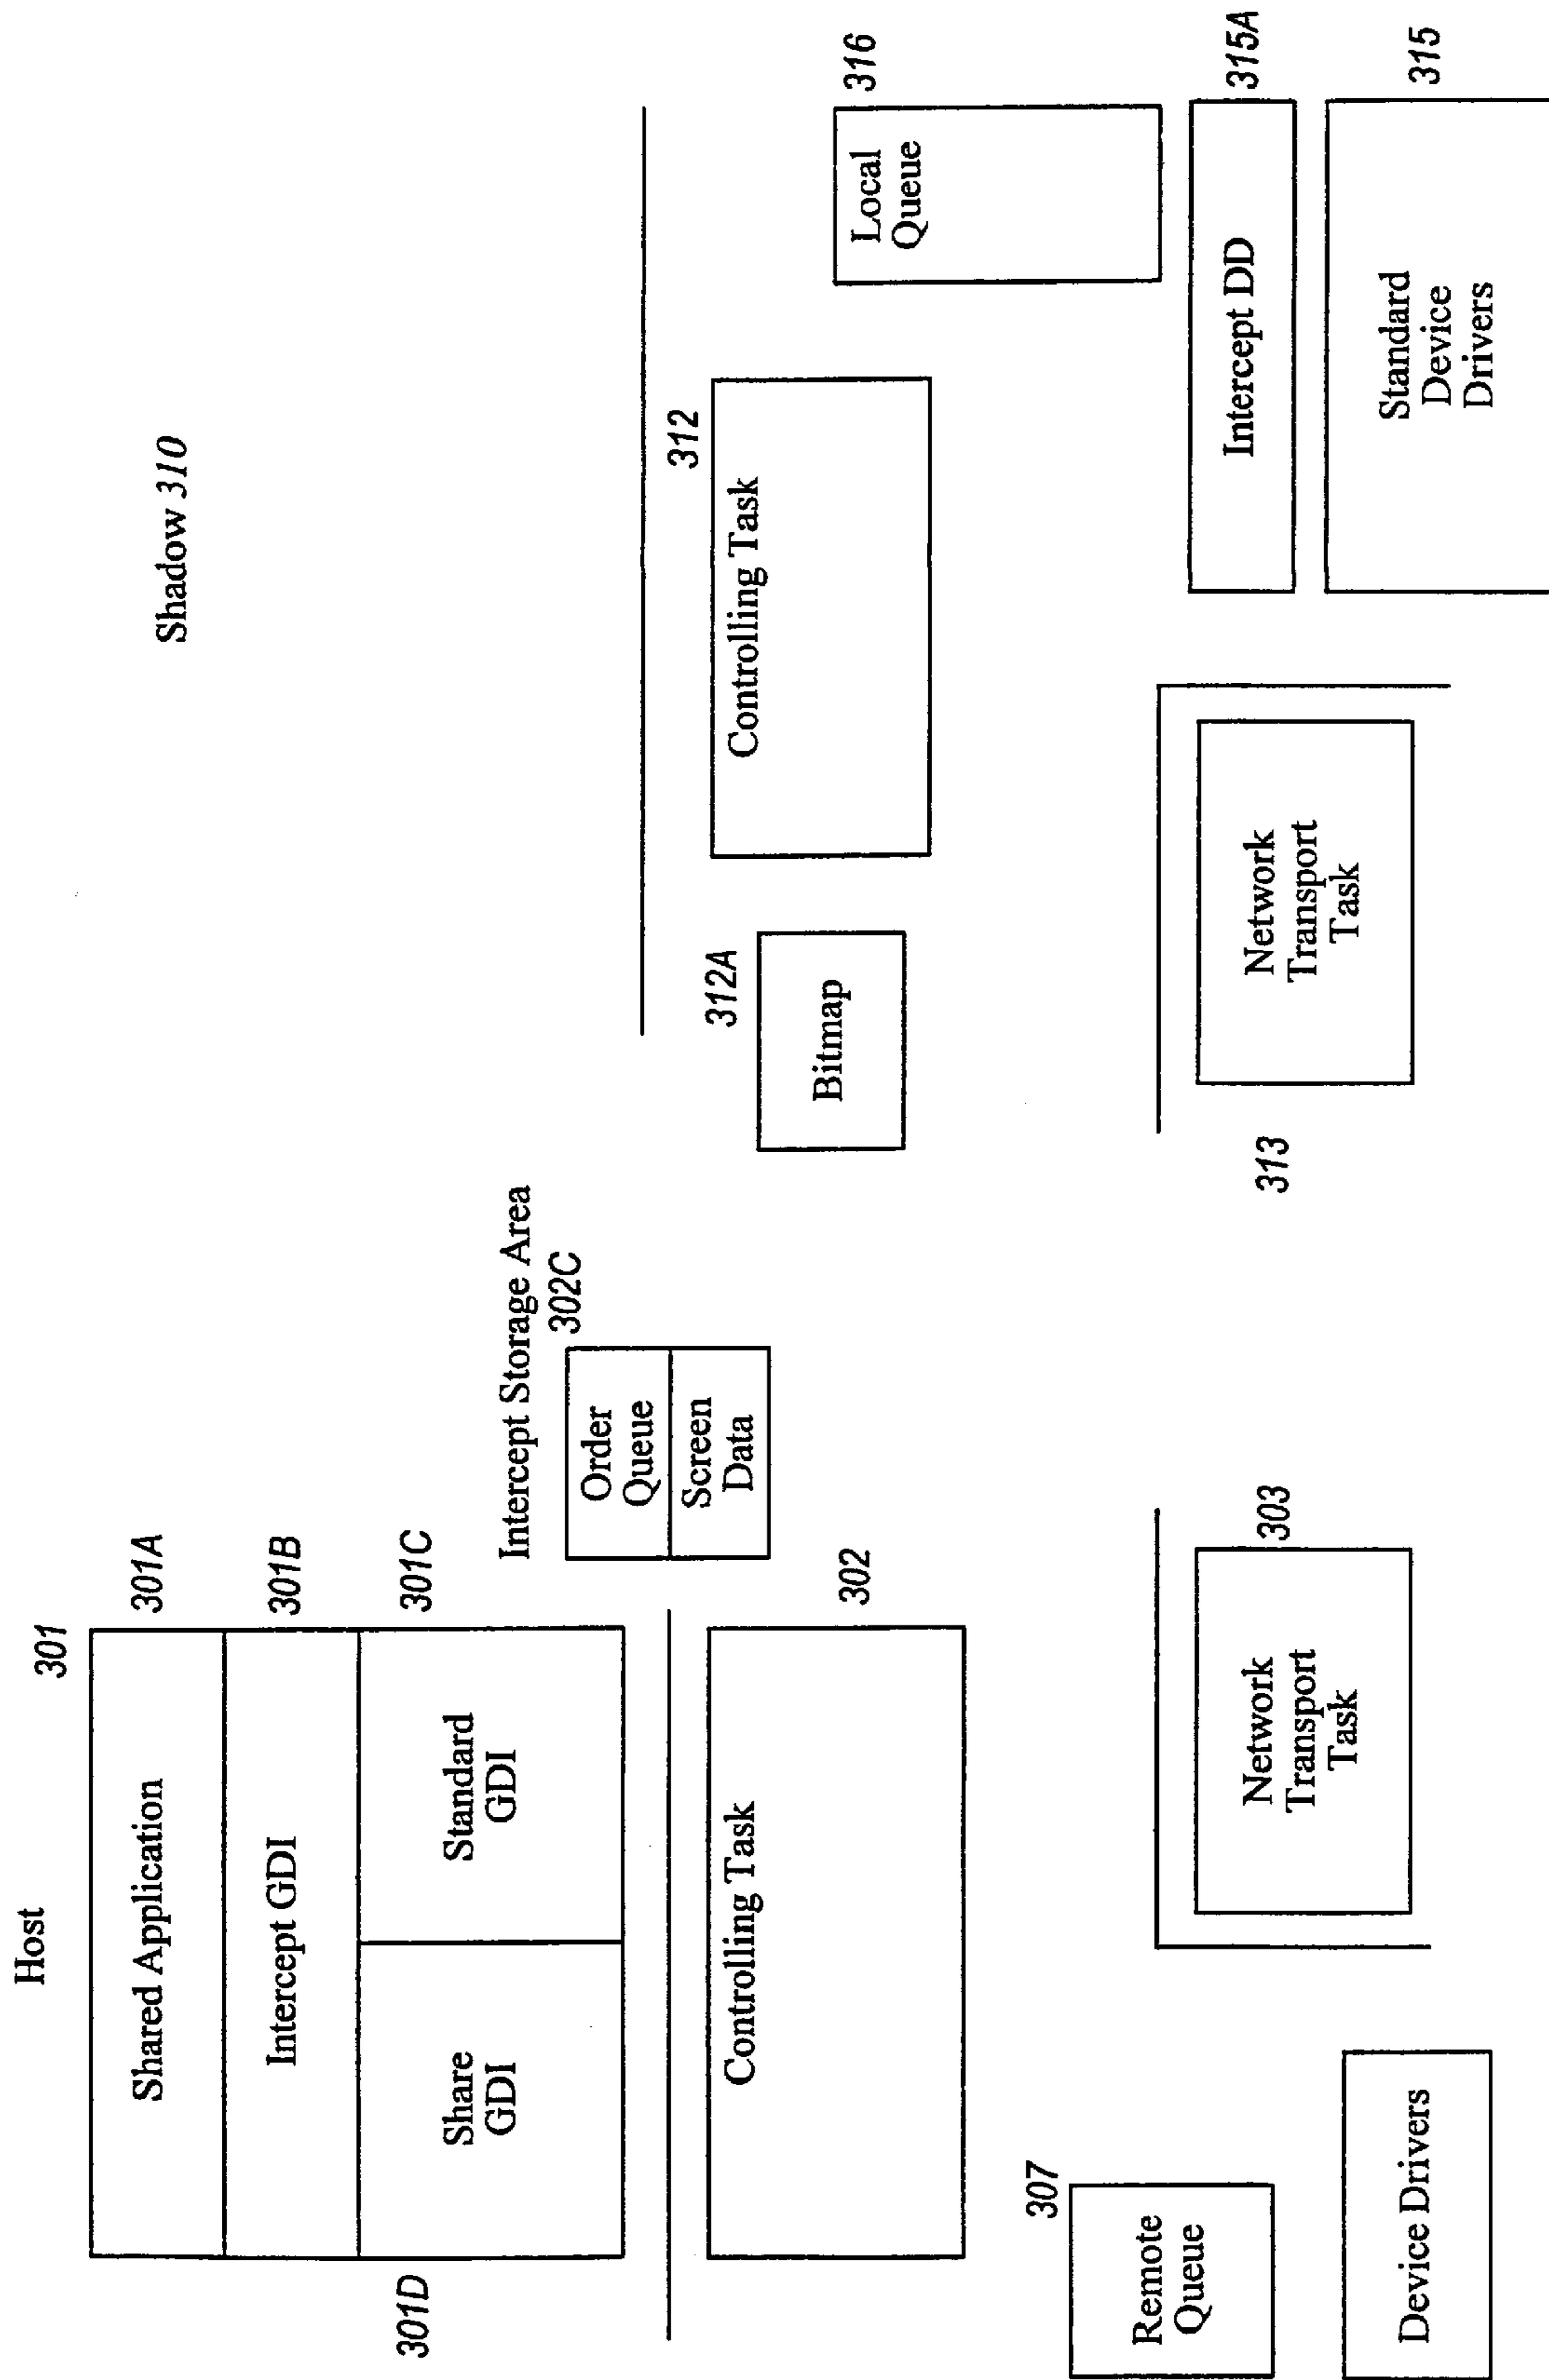 Host
301
Shared Application
301A
Intercept GDI
301B
301D
Share
GDI
Standard
GDI
301C
Intercept Storage Area
302C
Order
Queue
Screen
Data
Controlling Task
302
307
Remote
Queue
Network
Transport
Task
303
Device Drivers
Shadow 310
312
Controlling Task
312A
Bitmap
316
Local
Queue
313
Network
Transport
Task
Intercept DD
315A
Standard
Device
Drivers
315